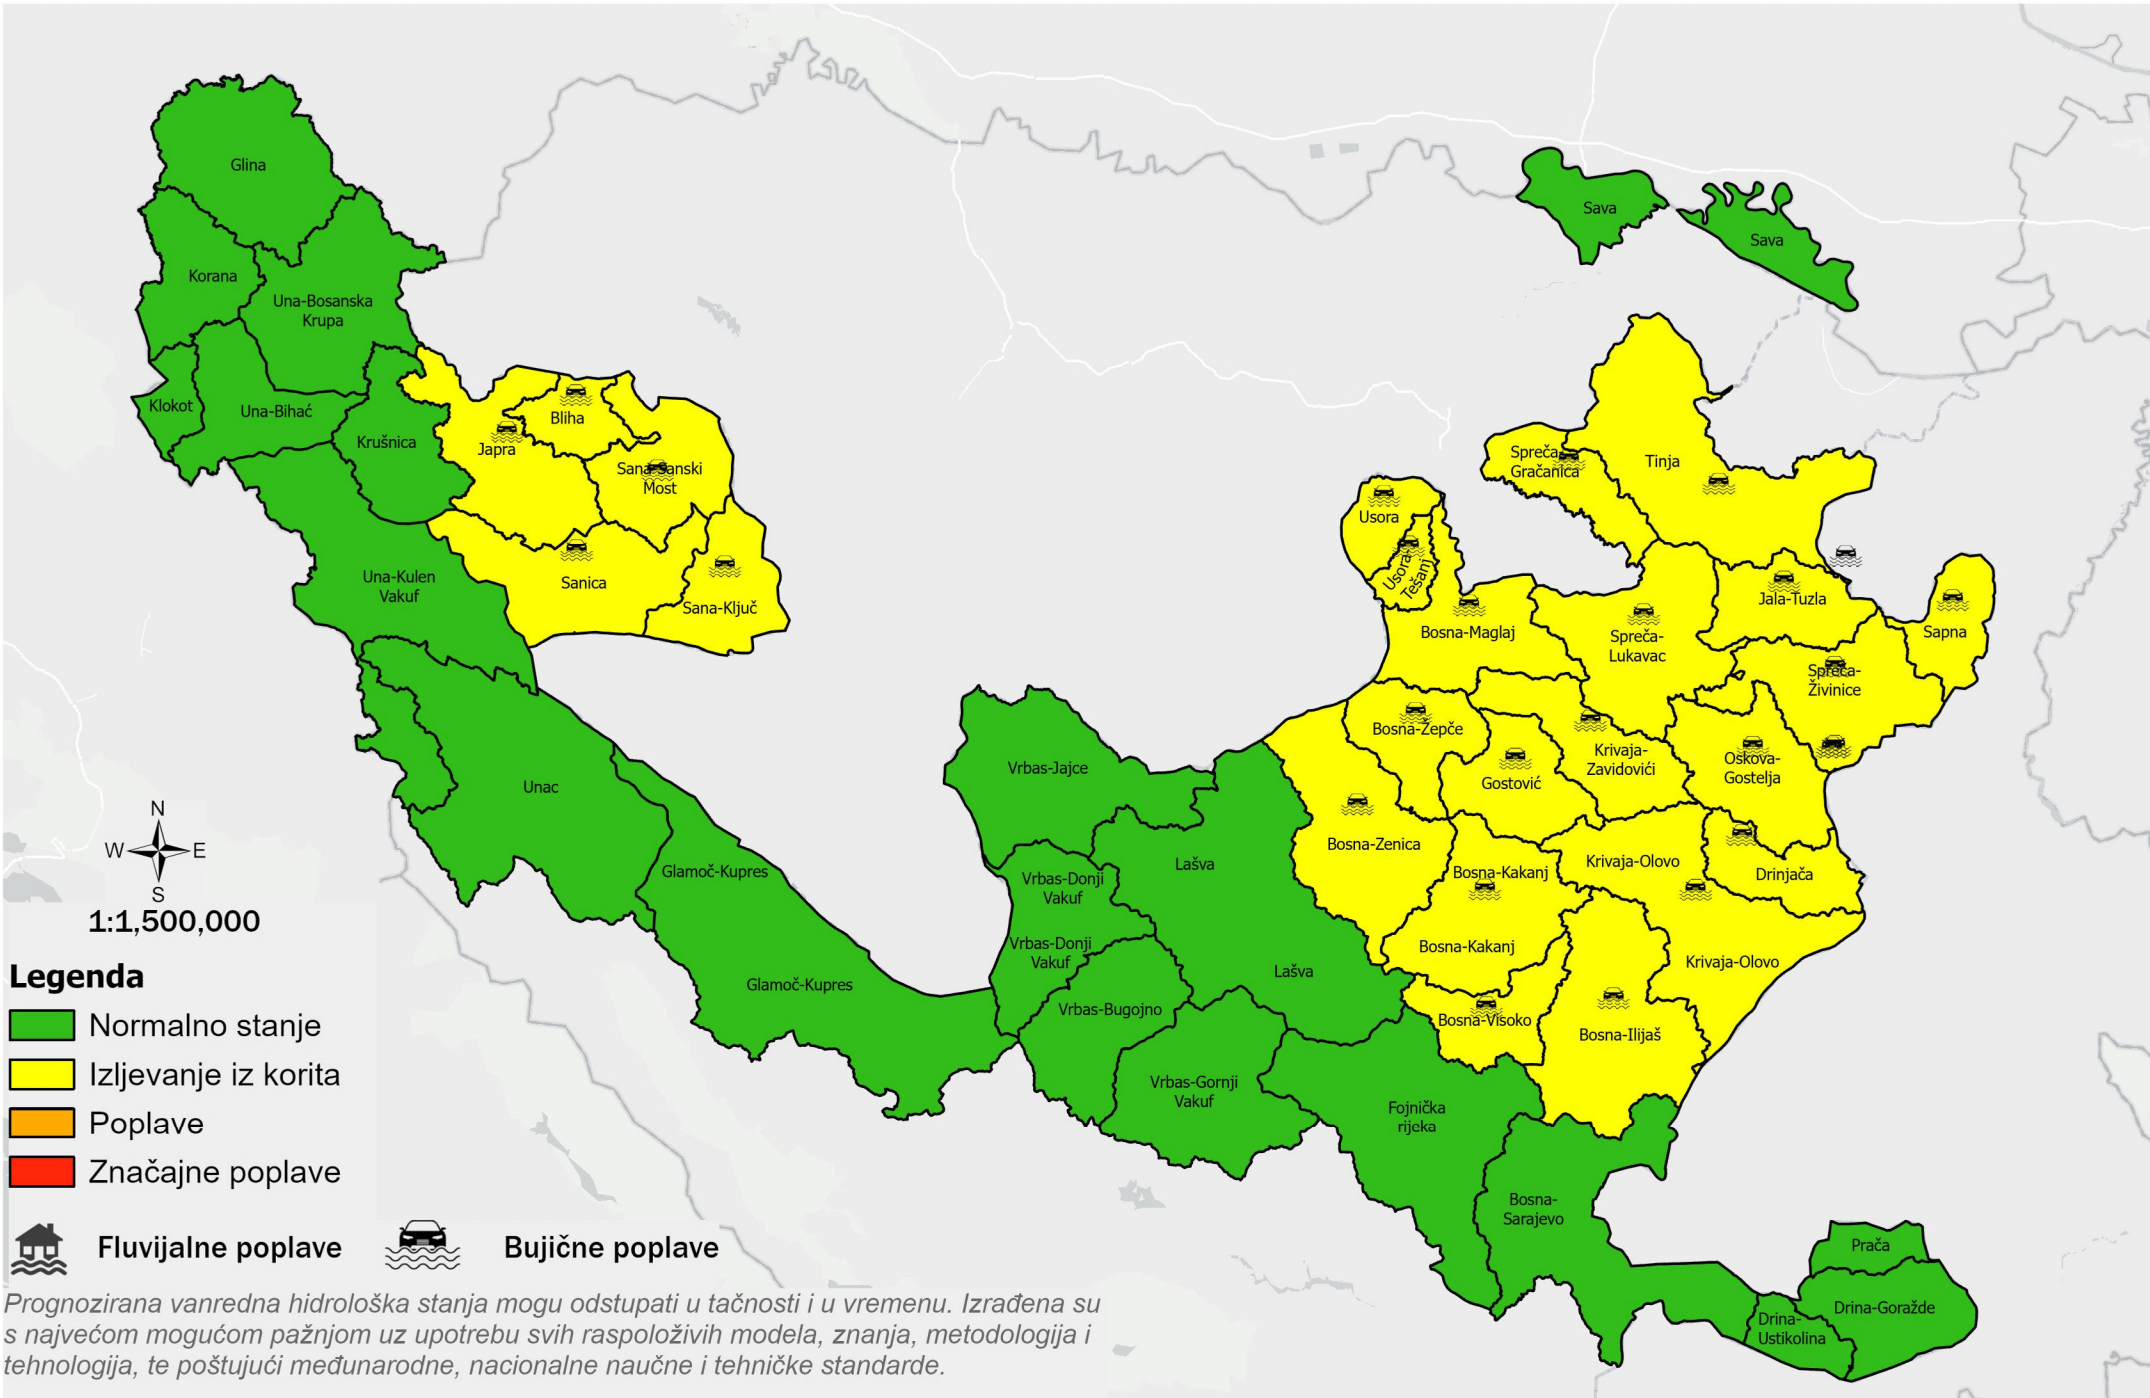 Glina
Sava
Sava
Korana
Una-Bosanska
Krupa
Klokot
Una-Bihać
Krušnica
Bliha
Japra
Sana-Sanski
Most
Spreča-
Gračanica
Tinja
Usora
Usora-
Tešanj
Una-Kulen
Vakuf
Sanica
Sana-Ključ
Bosna-Maglaj
Spreča-
Lukavac
Jala-Tuzla
Sapna
Spreča-
Živinice
Bosna-Žepče
Gostović
Krivaja-
Zavidovići
Oskova-
Gostelja
Unac
Vrbas-Jajce
Glamoč-Kupres
Vrbas-Donji
Vakuf
Lašva
Bosna-Zenica
Bosna-Kakanj
Krivaja-Olovo
Drinjača
Vrbas-Donji
Vakuf
Bosna-Kakanj
Krivaja-Olovo
Glamoč-Kupres
Lašva
Vrbas-Bugojno
Bosna-Visoko
Bosna-Ilijaš
Vrbas-Gornji
Vakuf
Fojnička
rijeka
Bosna-
Sarajevo
Prača
Drina-Goražde
Drina-
Ustikolina
N
W E
S
1:1,500,000
Legenda
Normalno stanje
Izljevanje iz korita
Poplave
Značajne poplave
Fluvijalne poplave Bujične poplave
Prognozirana vanredna hidrološka stanja mogu odstupati u tačnosti i u vremenu. Izrađena su
s najvećom mogućom pažnjom uz upotrebu svih raspoloživih modela, znanja, metodologija i
tehnologija, te poštujući međunarodne, nacionalne naučne i tehničke standarde.